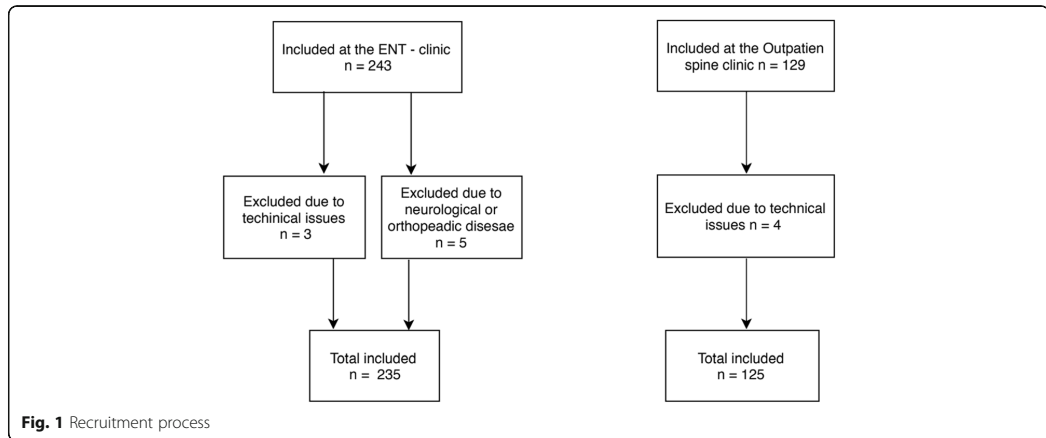 Included at the ENT - clinic
n = 243
Excluded due to
techinical issues
n = 3
Excluded due to
neurological or
orthopeadic disesae
n = 5
Total included
n = 235
Included at the Outpatien
spine clinic n = 129
Excluded due to technical
issues n = 4
Total included
n = 125
Fig. 1 Recruitment process